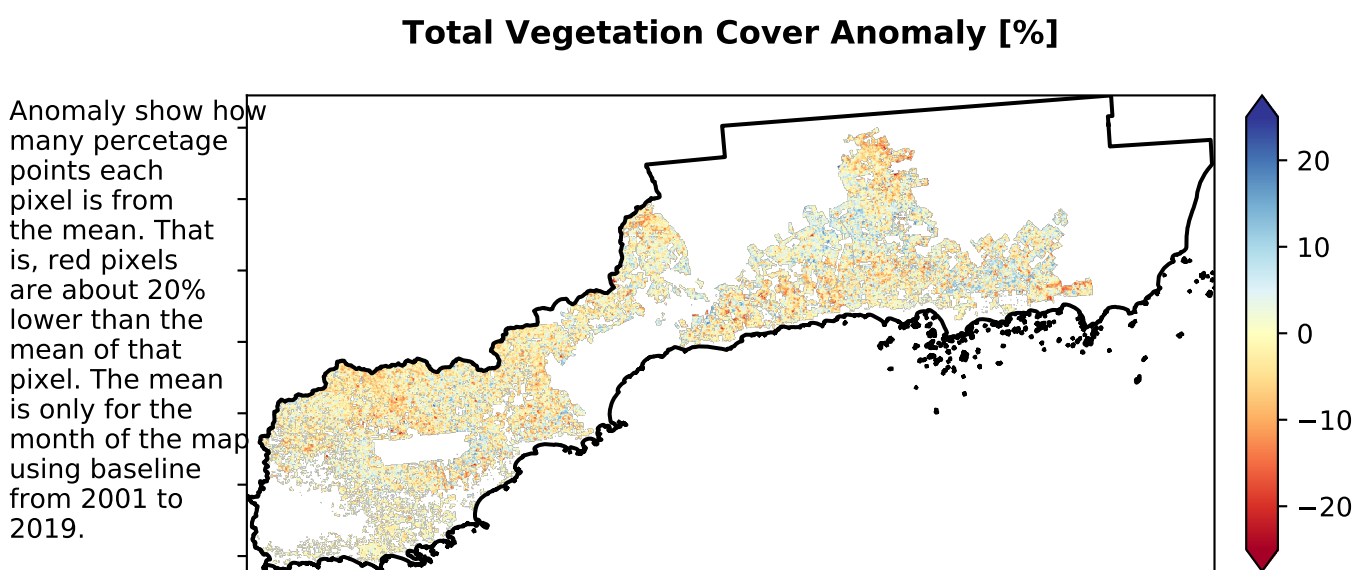 Total Vegetation Cover Anomaly [%]
Anomaly show how
many percetage
points each
pixel is from
the mean. That
is, red pixels
are about 20%
lower than the
mean of that
pixel. The mean
is only for the
month of the map
using baseline
from 2001 to
2019.
20
10
0
−10
−20